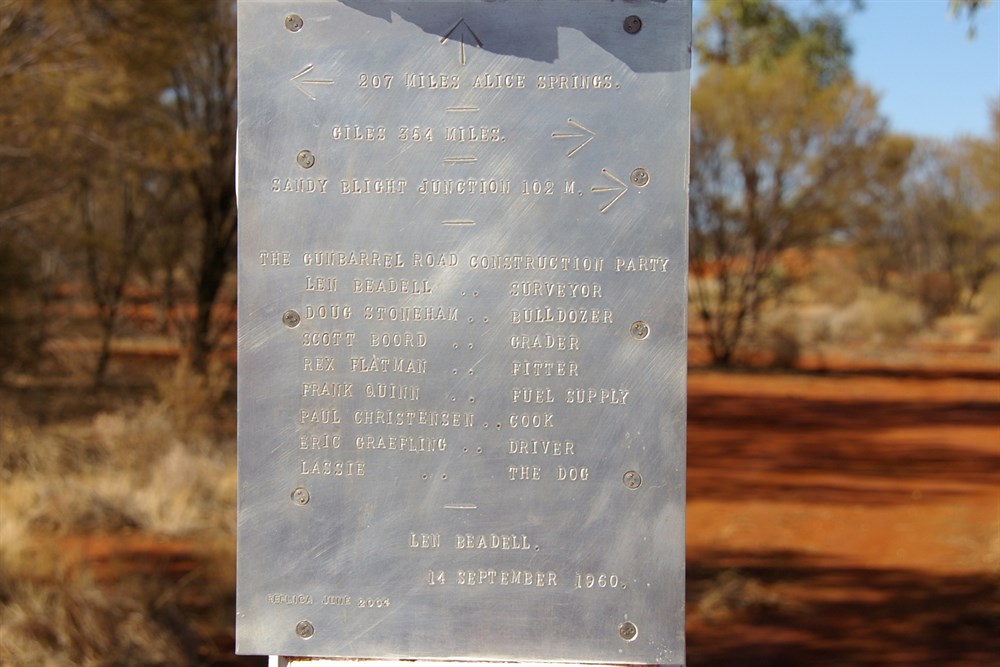 207 MILES ALICE SPRINGS.
GILES 354 MILES.
SANDY BLIGHT JUNCTION 102 M.
THE GUNBARREL ROAD CONSTRUCTION PARTY
LEN BEADELL .. SURVEYOR
DOUG STONEHAM .. BULLDOZER
SCOTT BOORD .. GRADER
REX FLATMAN .. FITTER
FRANK QUINN .. FUEL SUPPLY
PAUL CHRISTENSEN .. COOK
ERIC GRAEFLING .. DRIVER
LASSIE .. THE DOG
LEN BEADELL.
14 SEPTEMBER 1960.
REPLICA JUNE 2004